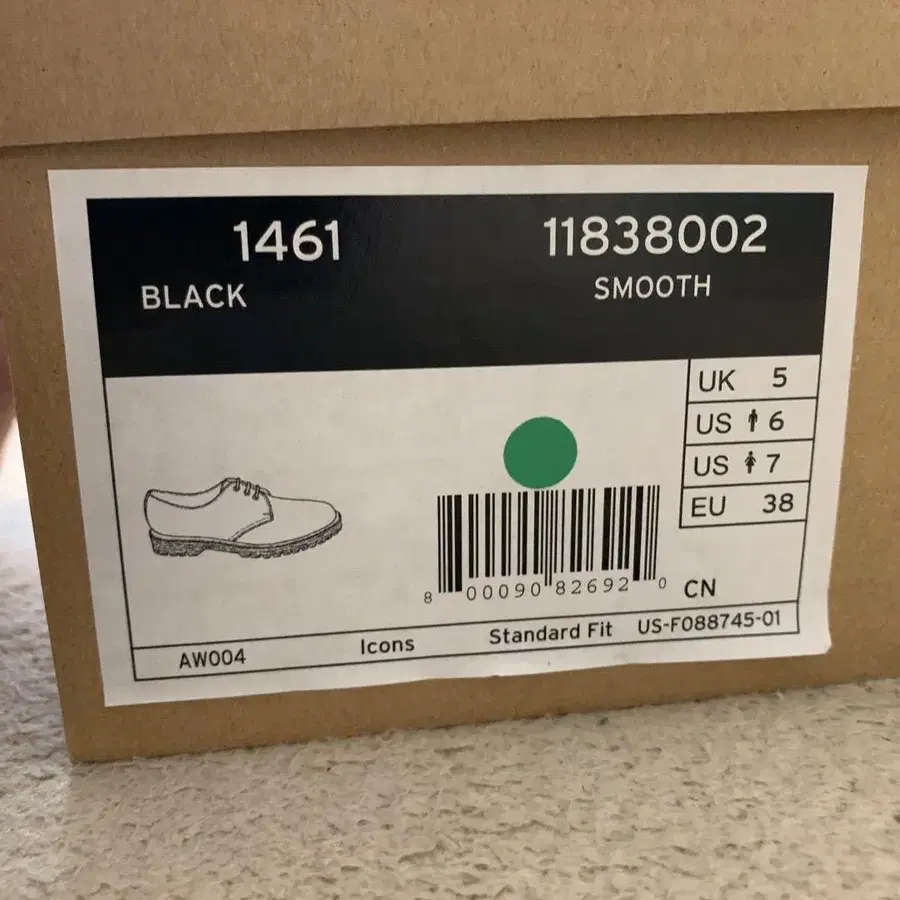 1461 11838002
BLACK SMOOTH
UK 5
US 6
US 7
EU 38
8 00090 82692 0
CN
AW004 Icons Standard Fit US-F088745-01